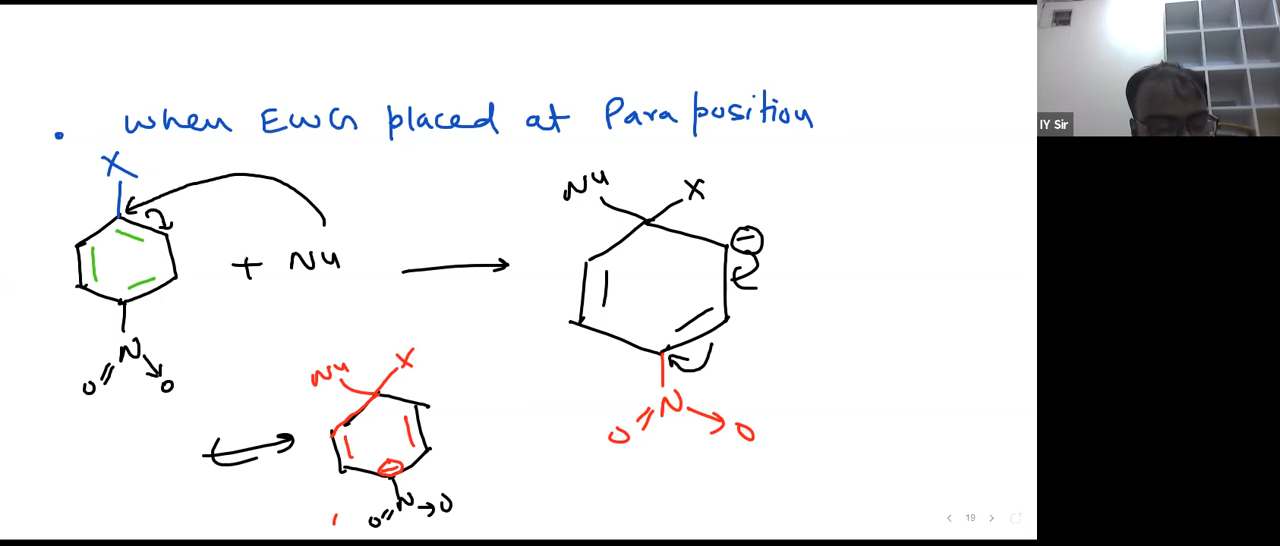 . when EWG placed at Para position
X
+ Nu
N
O O
Nu X
N
O O
Nu X
N O
O
IY Sir
19